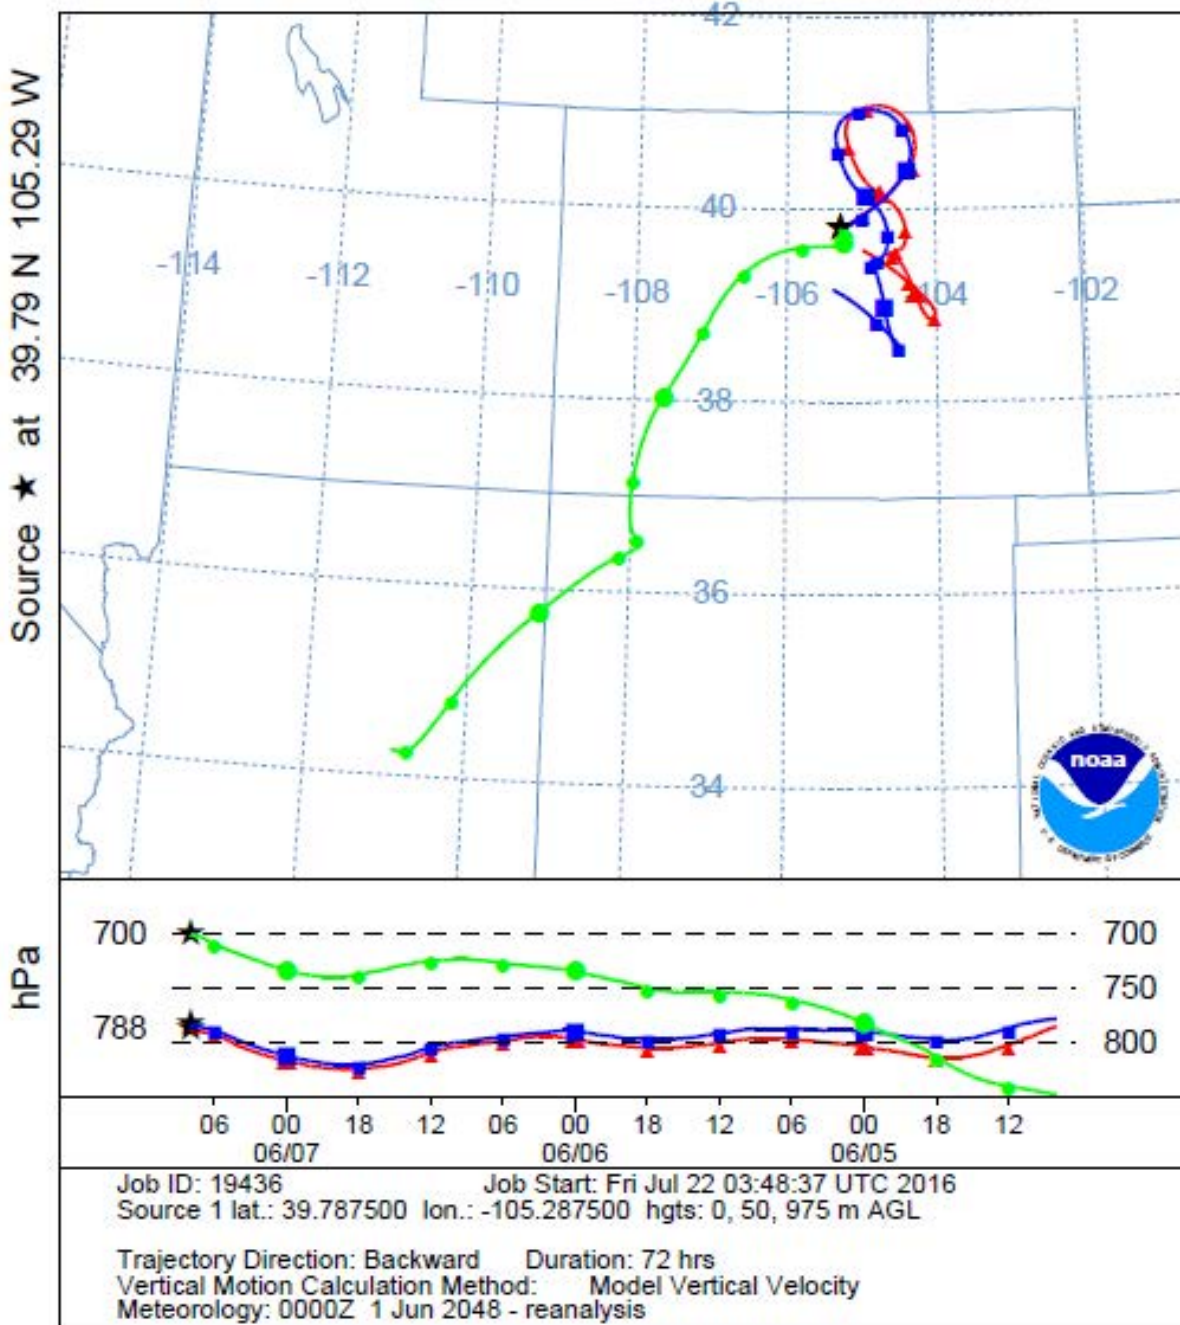 Source ★ at 39.79 N 105.29 W
42
40
-114 -112 -110 -108 -106 -104 -102
38
36
34
noaa
hPa
700 700
750
788 800
06 00 18 12 06 00 18 12 06 00 18 12
06/07 06/06 06/05
Job ID: 19436 Job Start: Fri Jul 22 03:48:37 UTC 2016
Source 1 lat.: 39.787500 lon.: -105.287500 hgts: 0, 50, 975 m AGL
Trajectory Direction: Backward Duration: 72 hrs
Vertical Motion Calculation Method: Model Vertical Velocity
Meteorology: 0000Z 1 Jun 2048 - reanalysis